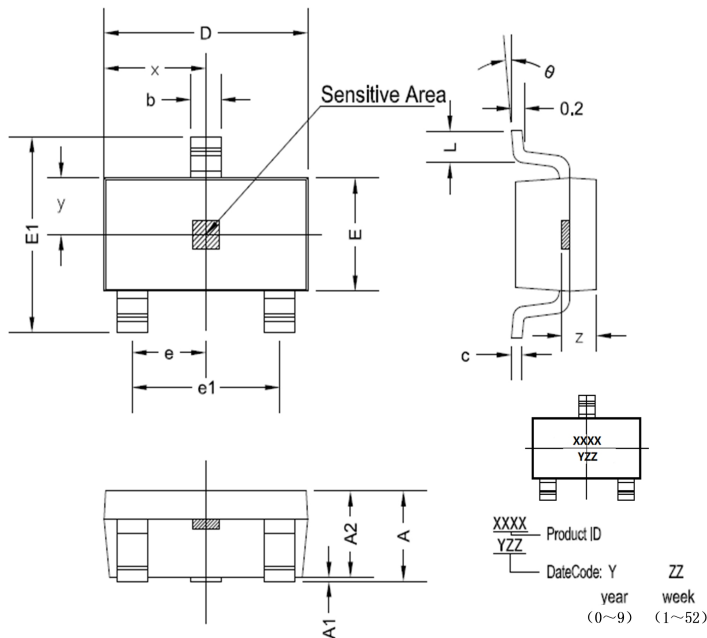 D
x
b
Sensitive Area
θ
0.2
L
y
E1
E
e
e1
c
z
XXXX
YZZ
A2
A
A1
XXXX
YZZ
Product ID
DateCode: Y ZZ
year week
(0~9) (1~52)